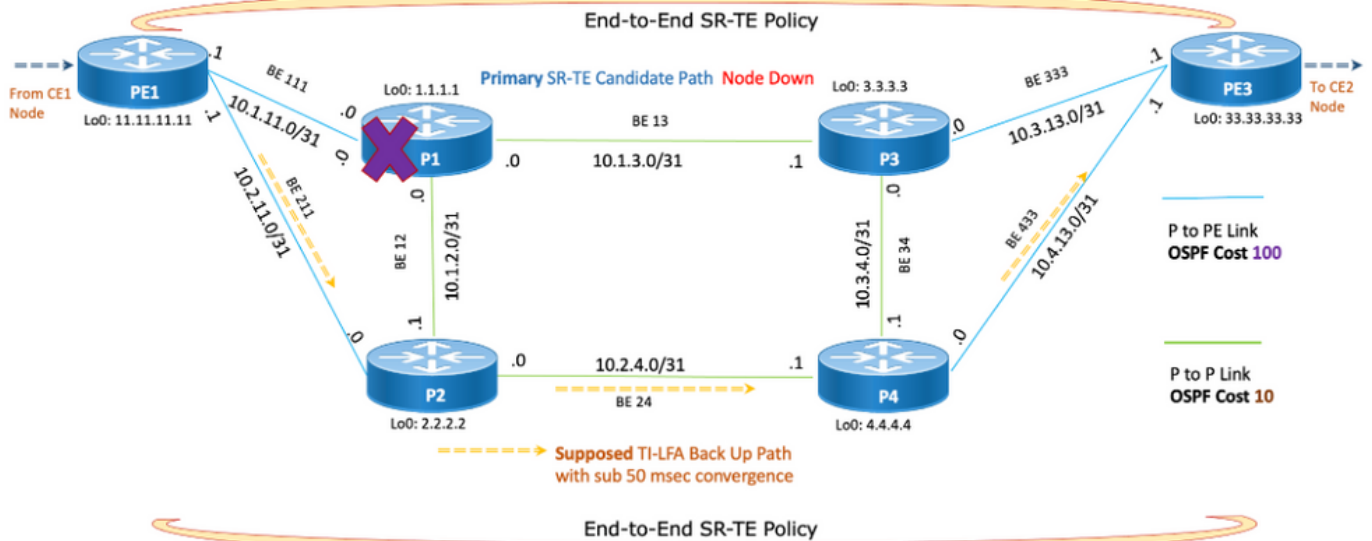 End-to-End SR-TE Policy
PE1
From CE1
Node
Lo0: 11.11.11.11
.1
.1
BE 111
10.1.11.0/31
.0
.0
Lo0: 1.1.1.1
P1
Primary SR-TE Candidate Path Node Down
BE 13
.0
10.1.3.0/31
.1
Lo0: 3.3.3.3
P3
.0
BE 333
10.3.13.0/31
.1
.1
PE3
To CE2
Node
Lo0: 33.33.33.33
BE 211
10.2.11.0/31
.0
.0
BE 12
10.1.2.0/31
.1
.0
10.3.4.0/31
BE 34
.1
BE 433
10.4.13.0/31
.0
P to PE Link
OSPF Cost 100
P2
Lo0: 2.2.2.2
.0
10.2.4.0/31
.1
BE 24
P4
Lo0: 4.4.4.4
P to P Link
OSPF Cost 10
Supposed TI-LFA Back Up Path
with sub 50 msec convergence
End-to-End SR-TE Policy